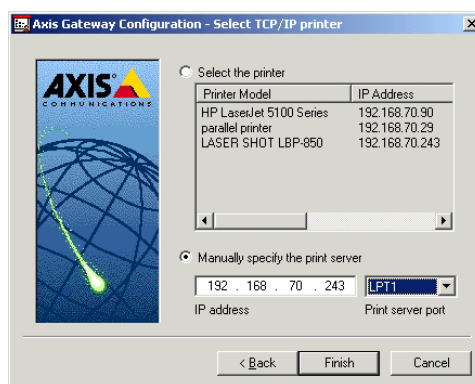 Axis Gateway Configuration - Select TCP/IP printer
AXIS
COMMUNICATIONS
Select the printer
Printer Model IP Address
HP LaserJet 5100 Series 192.168.70.90
parallel printer 192.168.70.29
LASER SHOT LBP-850 192.168.70.243
Manually specify the print server
192 . 168 . 70 . 243 LPT1
IP address Print server port
< Back Finish Cancel